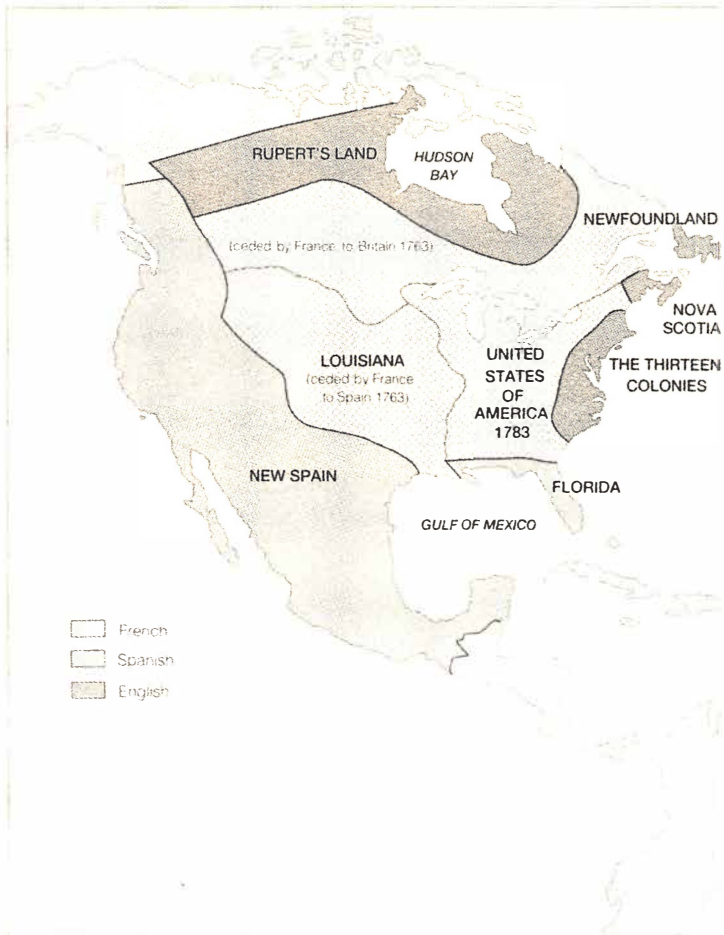 RUPERT'S LAND
HUDSON
BAY
NEWFOUNDLAND
(ceded by France to Britain 1763)
NOVA
SCOTIA
LOUISIANA
(ceded by France
to Spain 1763)
UNITED
STATES
OF
AMERICA
1783
THE THIRTEEN
COLONIES
NEW SPAIN
FLORIDA
GULF OF MEXICO
French
Spanish
English